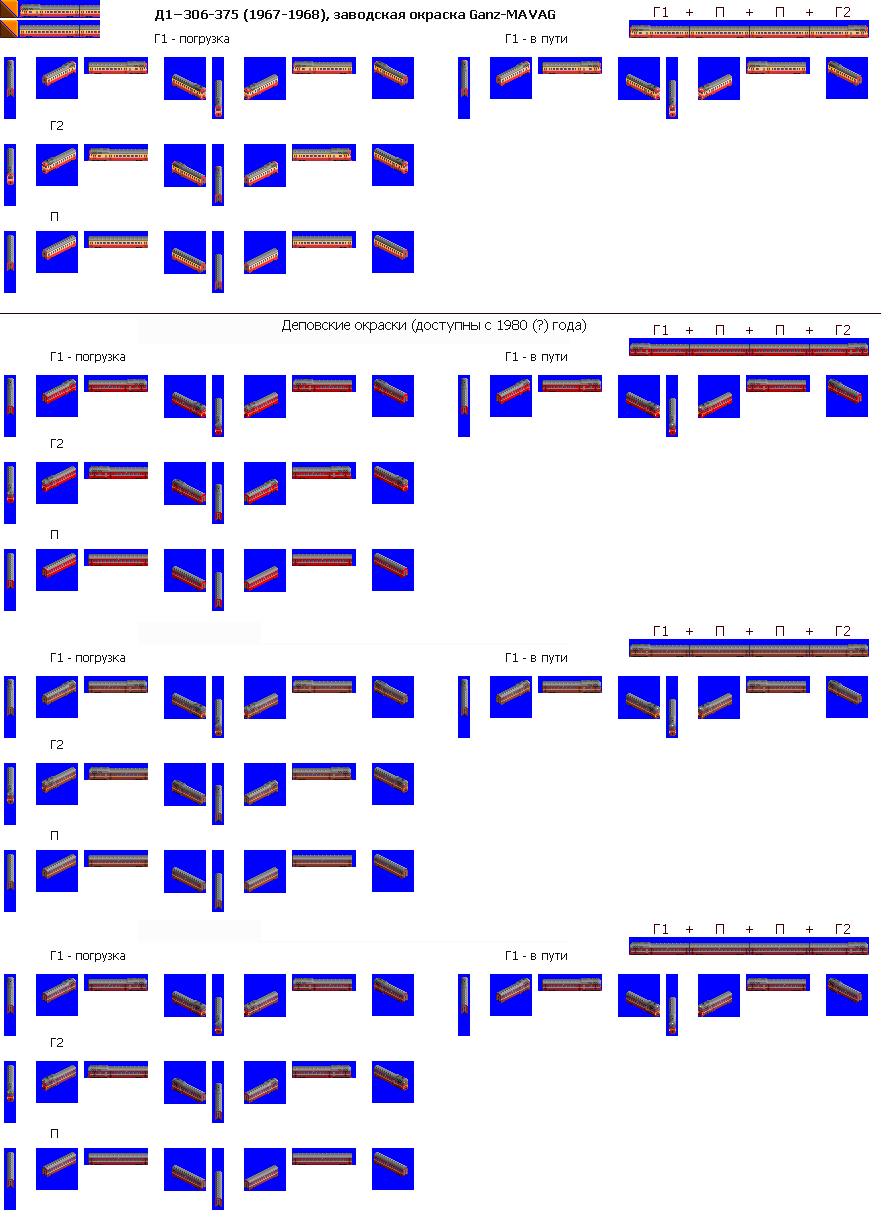 Д1–306-375 (1967-1968), заводская окраска Ganz-MAVAG
Г1 + П + П + Г2
Г1 - погрузка
Г1 - в пути
Г2
П
Деповские окраски (доступны с 1980 (?) года)
Г1 + П + П + Г2
Г1 - погрузка
Г1 - в пути
Г2
П
Г1 + П + П + Г2
Г1 - погрузка
Г1 - в пути
Г2
П
Г1 + П + П + Г2
Г1 - погрузка
Г1 - в пути
Г2
П